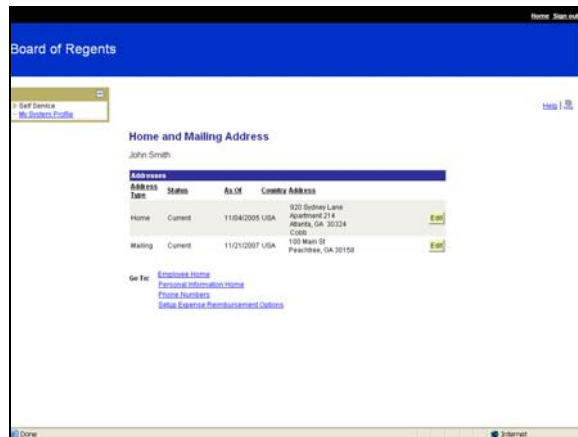 Home Sign out
Board of Regents
Self Service
My System Profile
Help
Home and Mailing Address
John Smith
Addresses
Address Type Status As Of Country Address
Home Current 11/04/2005 USA 920 Sydney Lane
Apartment 214
Atlanta, GA 30324
Cobb
Edit
Mailing Current 11/21/2007 USA 100 Main St
Peachtree, GA 30158
Edit
Go To: Employee Home
Personal Information Home
Phone Numbers
Setup Expense Reimbursement Options
Done Internet